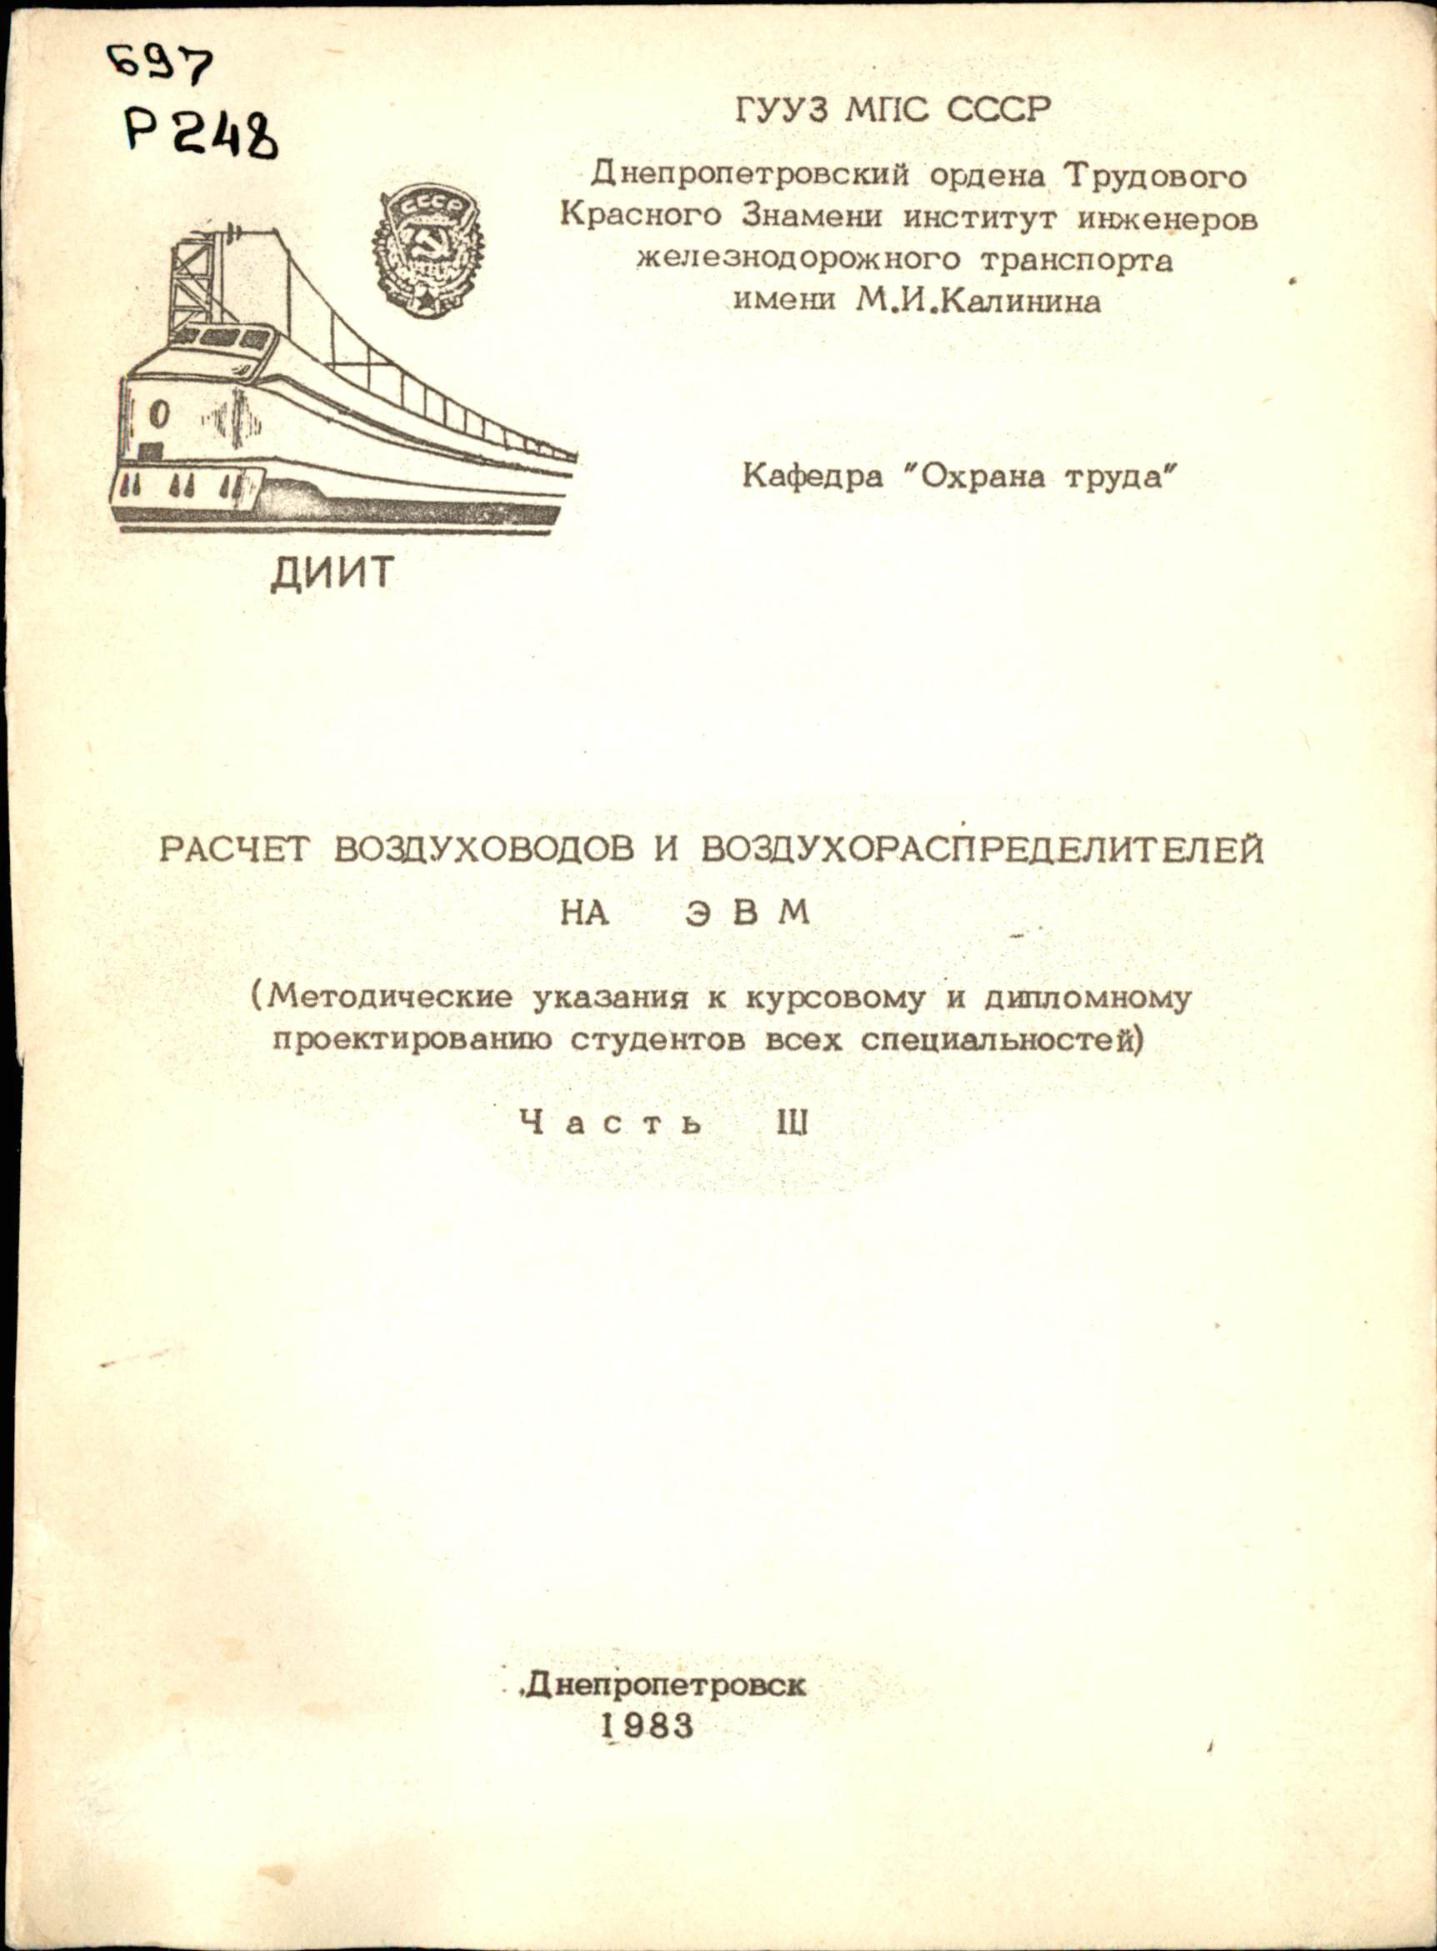 697
Р248
ГУУЗ МПС СССР
Днепропетровский ордена Трудового
Красного Знамени институт инженеров
железнодорожного транспорта
имени М.И.Калинина
СССР
Кафедра "Охрана труда"
ДИИТ
РАСЧЕТ ВОЗДУХОВОДОВ И ВОЗДУХОРАСПРЕДЕЛИТЕЛЕЙ
НА ЭВМ
(Методические указания к курсовому и дипломному
проектированию студентов всех специальностей)
Часть Ш
Днепропетровск
1983